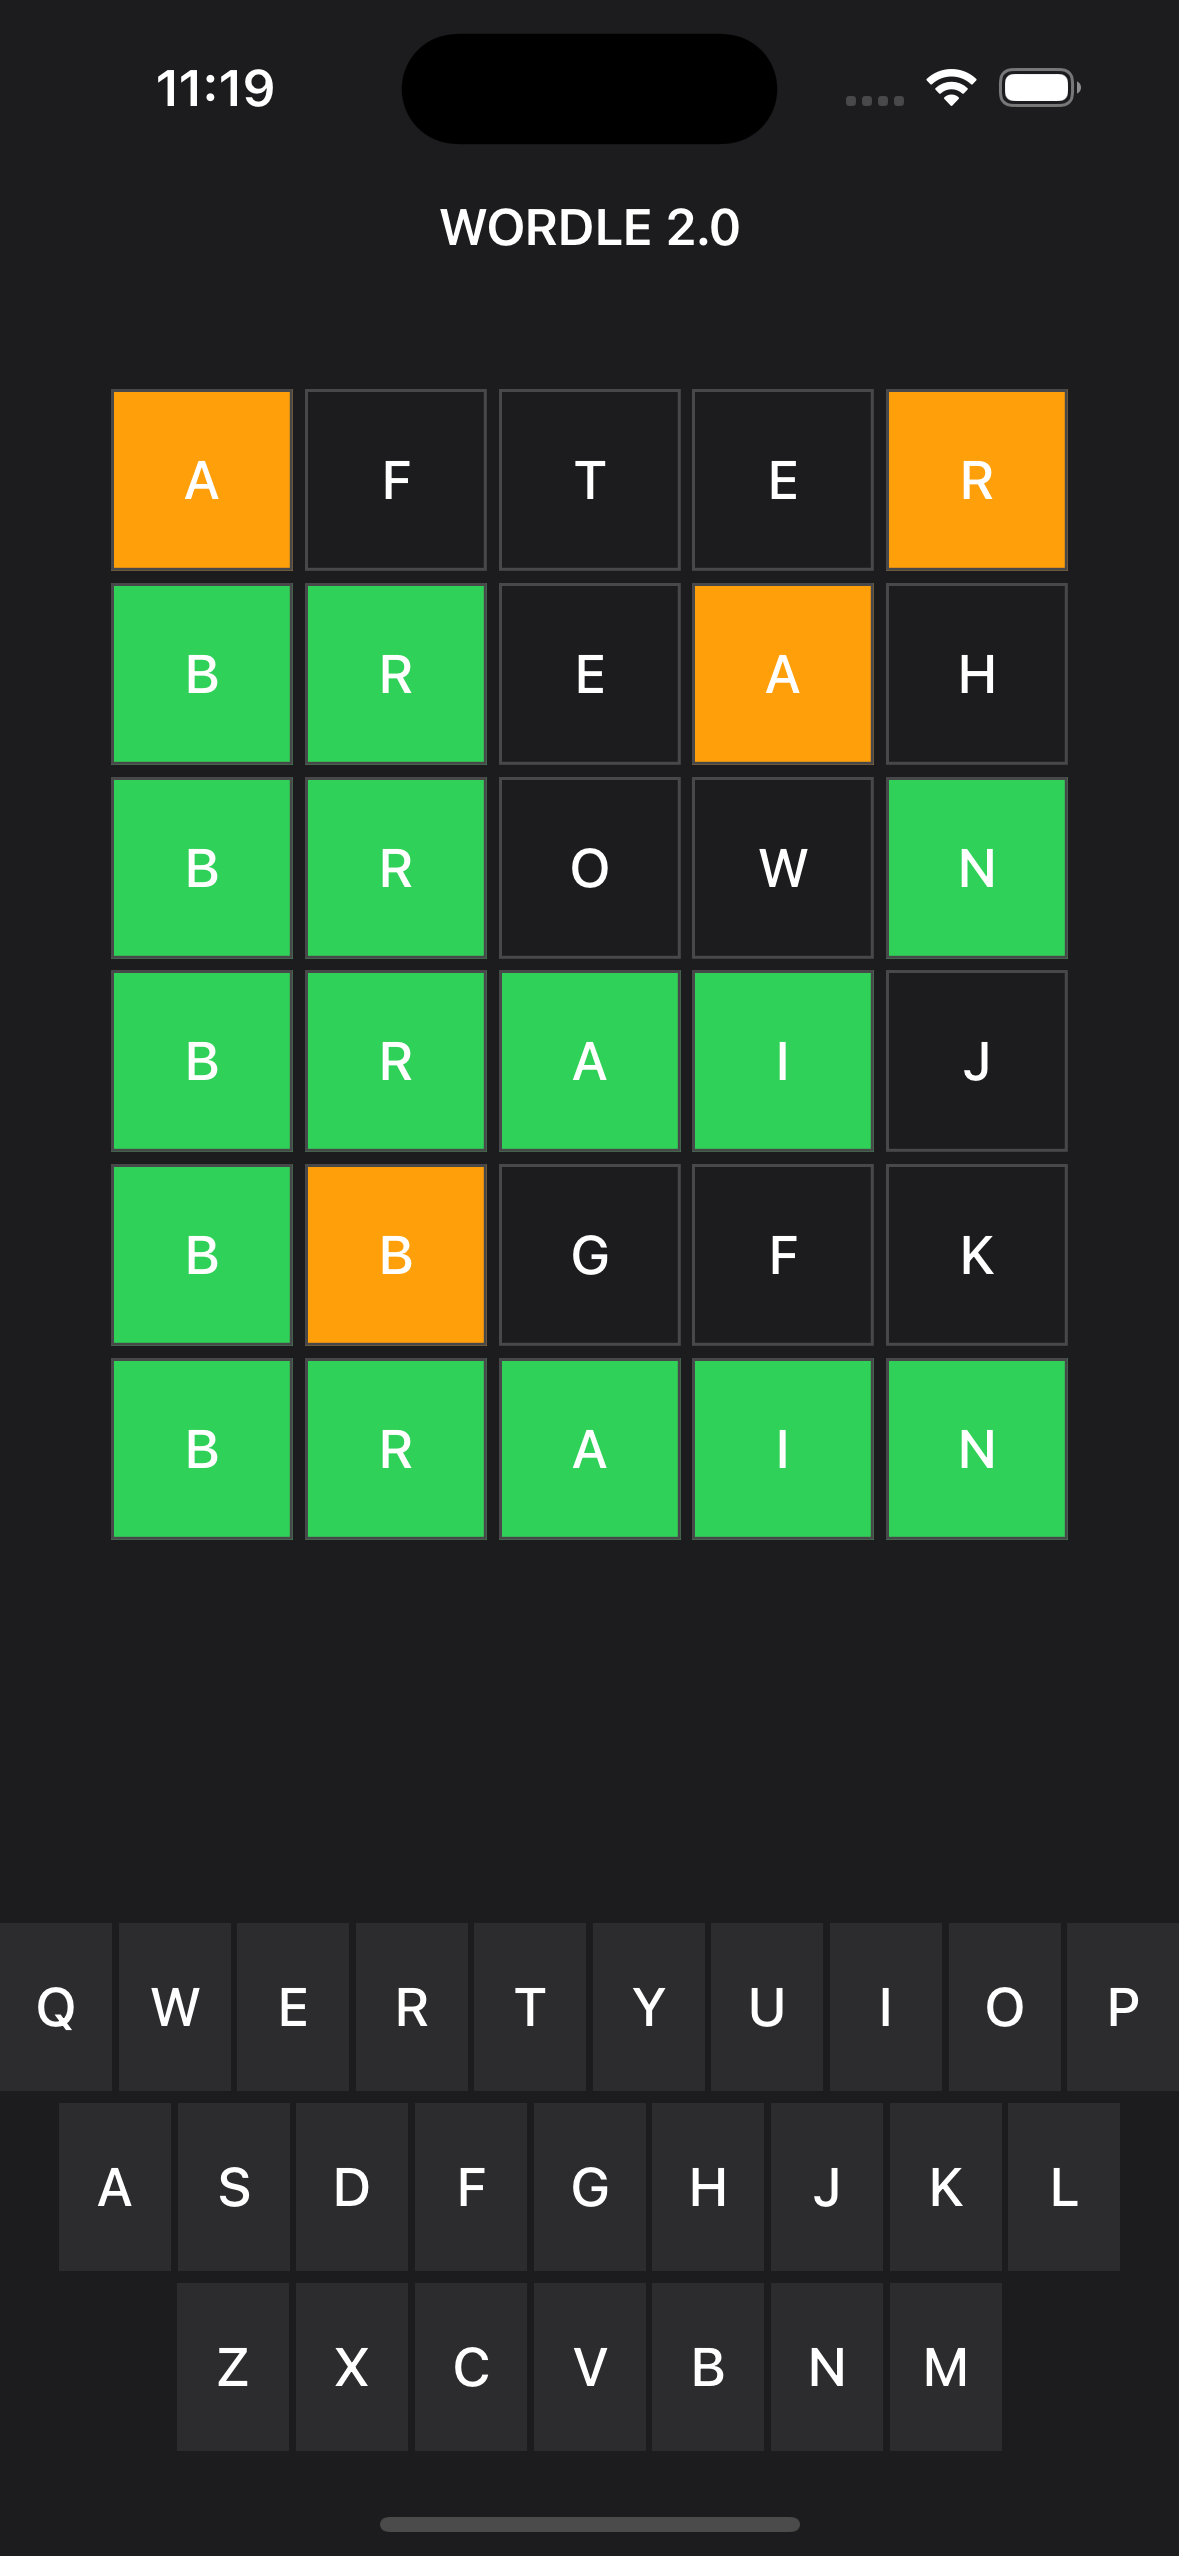 11:19
WORDLE 2.0
A F T E R
B R E A H
B R O W N
B R A I J
B B G F K
B R A I N
Q W E R T Y U I O P
A S D F G H J K L
Z X C V B N M